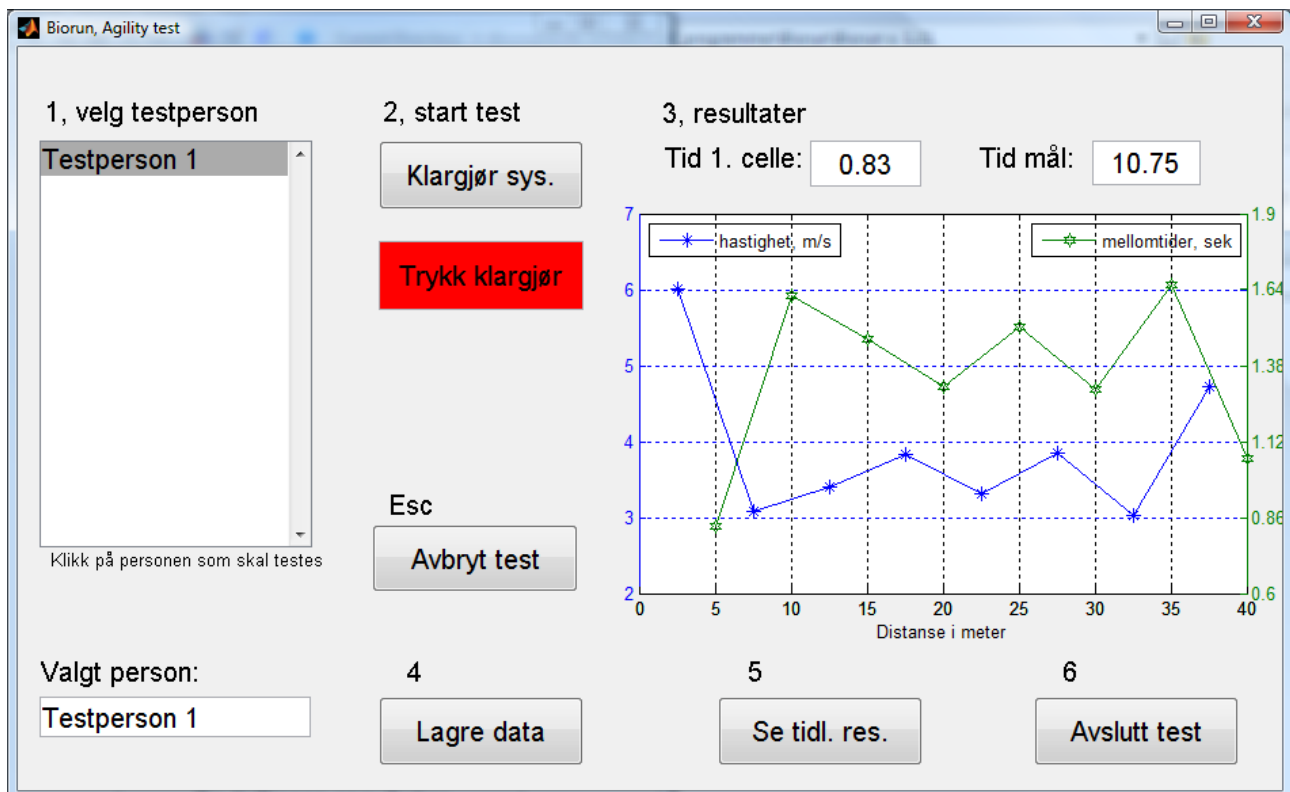 Biorun, Agility test
1, velg testperson
Testperson 1
Klikk på personen som skal testes
Valgt person:
Testperson 1
2, start test
Klargjør sys.
Trykk klargjør
Esc
Avbryt test
3, resultater
Tid 1. celle: 0.83 Tid mål: 10.75
hastighet, m/s
mellomtider, sek
7
6
5
4
3
2
1.9
1.64
1.38
1.12
0.86
0.6
0 5 10 15 20 25 30 35 40
Distanse i meter
4
Lagre data
5
Se tidl. res.
6
Avslutt test